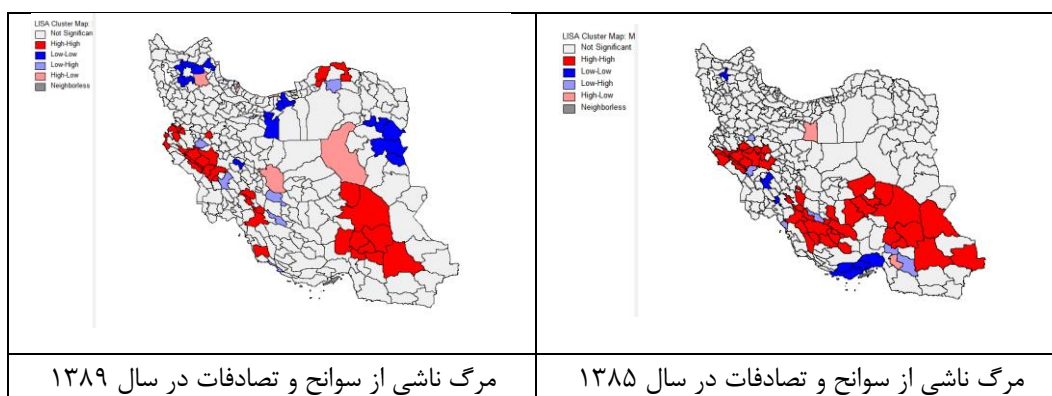 LISA Cluster Map:
Not Significan
High-High
Low-Low
Low-High
High-Low
Neighborless
LISA Cluster Map: M
Not Significant
High-High
Low-Low
Low-High
High-Low
Neighborless
مرگ ناشی از سوانح و تصادفات در سال ۱۳۸۵
مرگ ناشی از سوانح و تصادفات در سال ۱۳۸۹